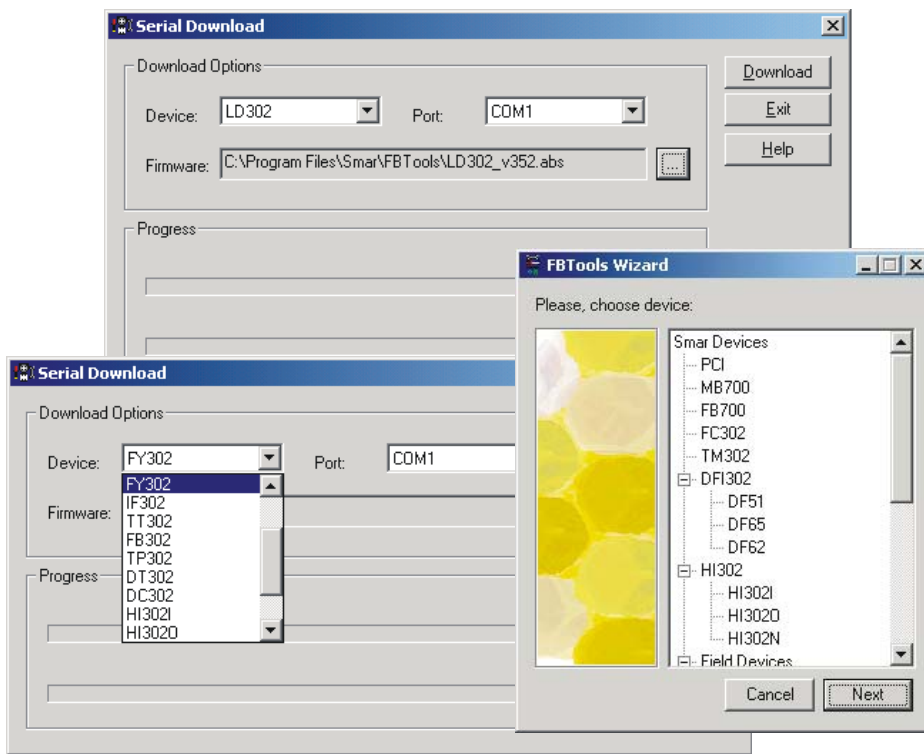 Serial Download
Download Options
Device: LD302 Port: COM1
Firmware: C:\Program Files\Smar\FBTools\LD302_v352.abs ...
Download
Exit
Help
Progress
Serial Download
Download Options
Device: FY302 Port: COM1
Firmware:
FY302
IF302
TT302
FB302
TP302
DT302
DC302
HI302I
HI302O
Progress
FBTools Wizard
Please, choose device:
Smar Devices
PCI
MB700
FB700
FC302
TM302
DFI302
DF51
DF65
DF62
HI302
HI302I
HI302O
HI302N
Field Devices
Cancel Next